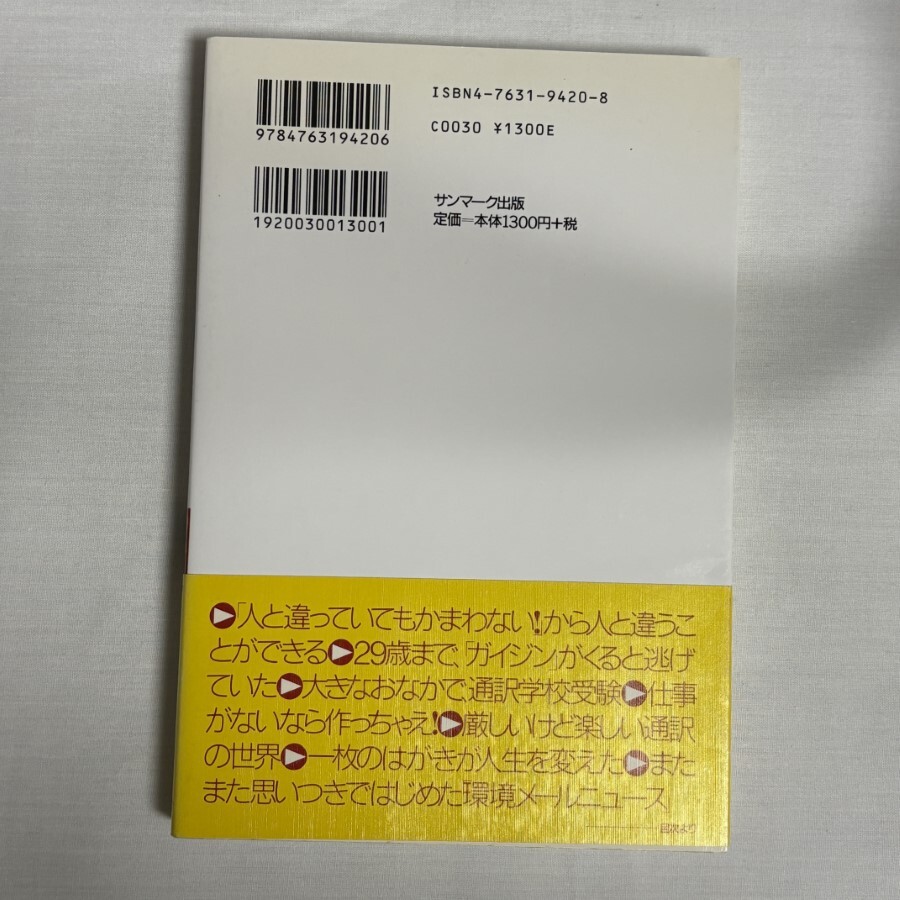 ISBN4-7631-9420-8
C0030 ¥1300E
9784763194206
1920030013001
サンマーク出版
定価=本体1300円+税
▶「人と違っていてもかまわない!」から人と違うこ
とができる▶29歳まで、「ガイジン」がくると逃げ
ていた▶大きなおなかで、通訳学校受験▶仕事
がないなら作っちゃえ!▶厳しいけど楽しい通訳
の世界▶一枚のはがきが人生を変えた▶また
また思いつきではじめた環境メールニュース
目次より